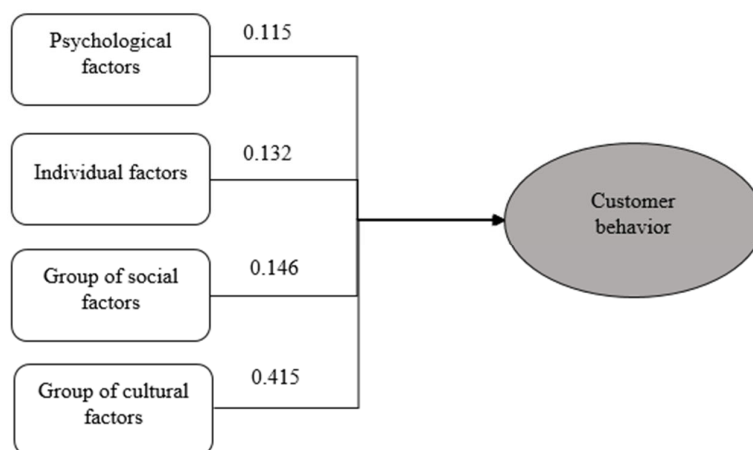 0.115
Psychological
factors
0.132
Individual factors
Customer
behavior
0.146
Group of social
factors
0.415
Group of cultural
factors